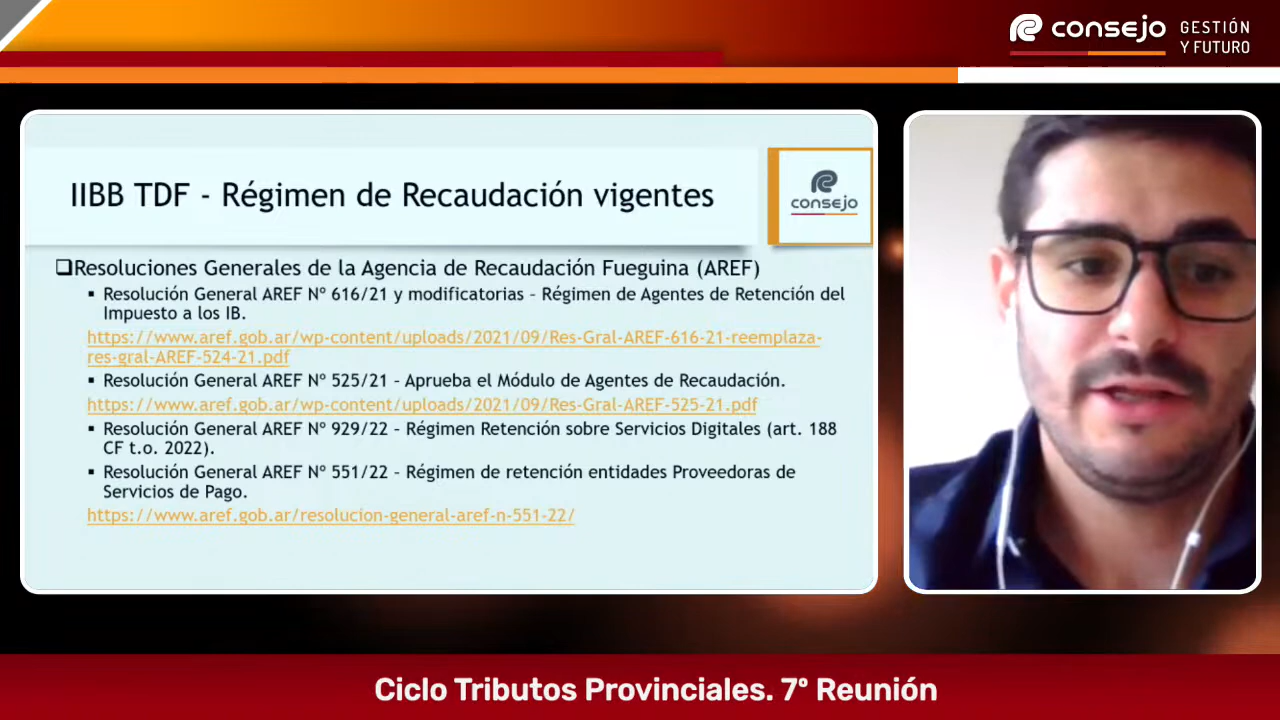 consejo GESTIÓN
Y FUTURO
IIBB TDF - Régimen de Recaudación vigentes
consejo
❑Resoluciones Generales de la Agencia de Recaudación Fueguina (AREF)
▪ Resolución General AREF Nº 616/21 y modificatorias – Régimen de Agentes de Retención del
Impuesto a los IB.
https://www.aref.gob.ar/wp-content/uploads/2021/09/Res-Gral-AREF-616-21-reemplaza-
res-gral-AREF-524-21.pdf
▪ Resolución General AREF Nº 525/21 – Aprueba el Módulo de Agentes de Recaudación.
https://www.aref.gob.ar/wp-content/uploads/2021/09/Res-Gral-AREF-525-21.pdf
▪ Resolución General AREF Nº 929/22 – Régimen Retención sobre Servicios Digitales (art. 188
CF t.o. 2022).
▪ Resolución General AREF Nº 551/22 – Régimen de retención entidades Proveedoras de
Servicios de Pago.
https://www.aref.gob.ar/resolucion-general-aref-n-551-22/
Ciclo Tributos Provinciales. 7º Reunión